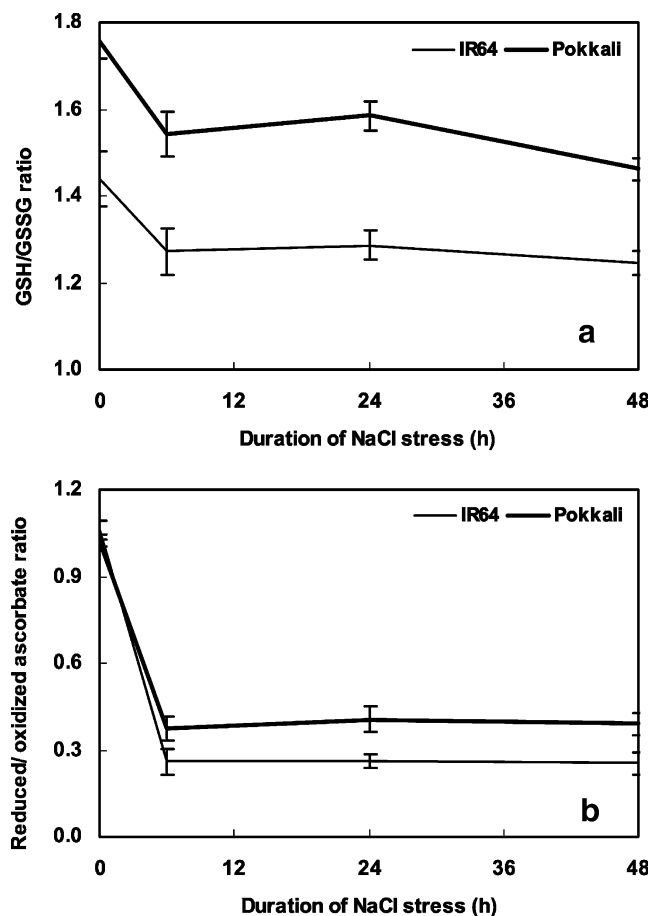 1.8
IR64 Pokkali
1.6
1.4
1.2
1.0
GSH/GSSG ratio
a
0 12 24 36 48
Duration of NaCl stress (h)
1.2
IR64 Pokkali
0.9
0.6
0.3
0.0
Reduced/ oxidized ascorbate ratio
b
0 12 24 36 48
Duration of NaCl stress (h)